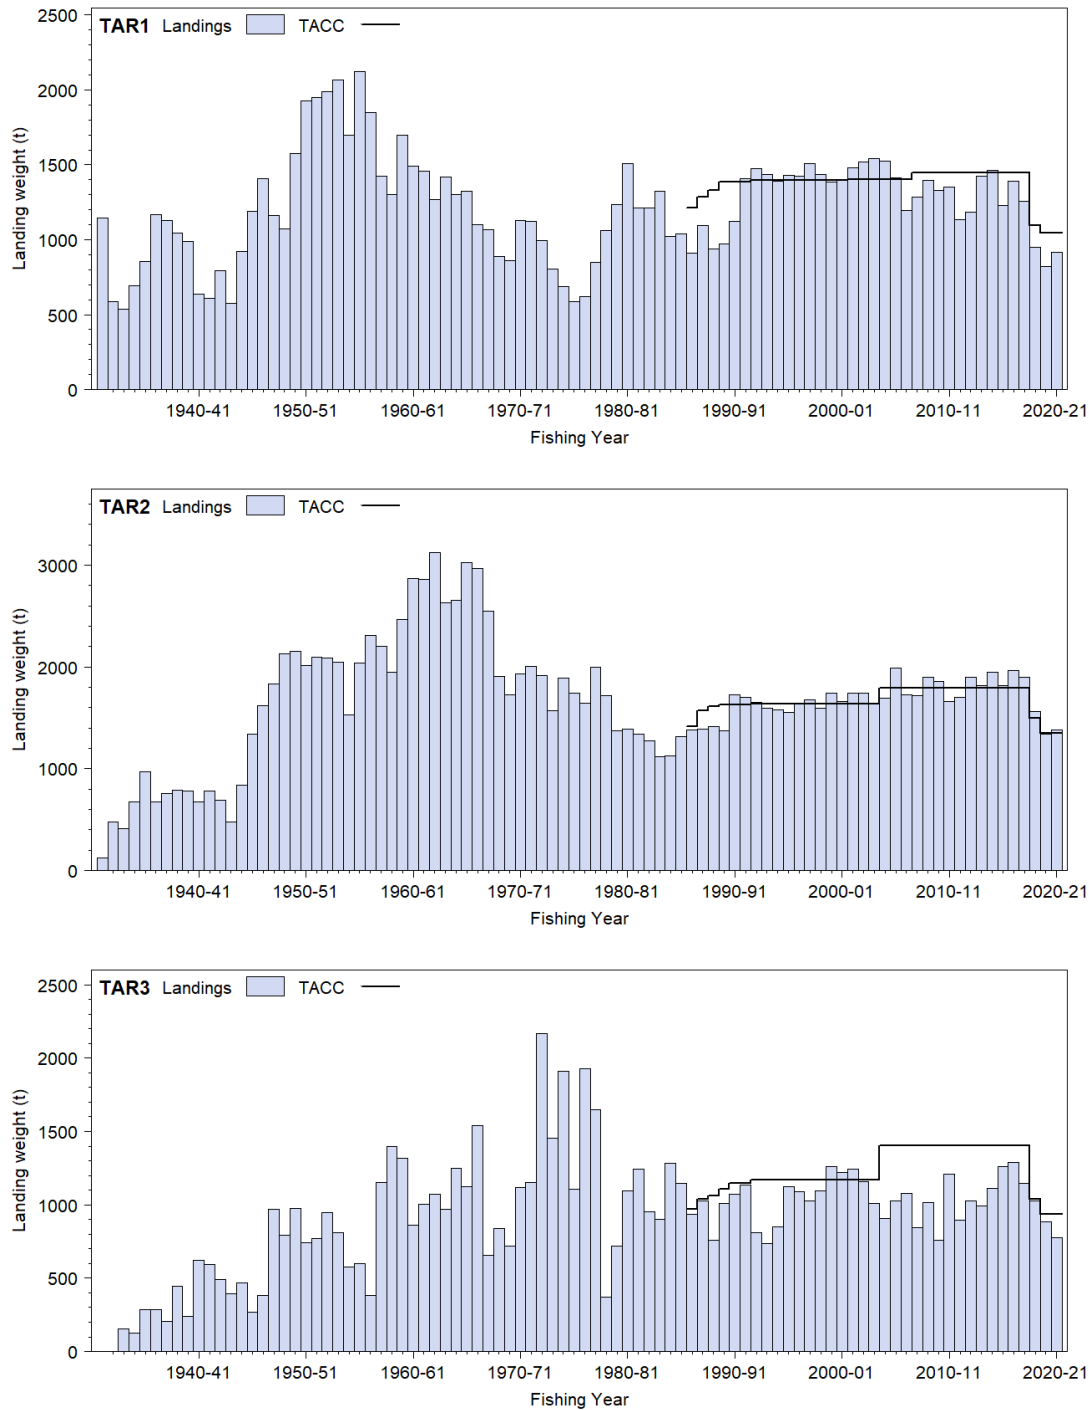 TAR1 Landings TACC
2500
2000
1500
1000
500
0
Landing weight (t)
1940-41 1950-51 1960-61 1970-71 1980-81 1990-91 2000-01 2010-11 2020-21
Fishing Year
TAR2 Landings TACC
3000
2000
1000
0
Landing weight (t)
1940-41 1950-51 1960-61 1970-71 1980-81 1990-91 2000-01 2010-11 2020-21
Fishing Year
TAR3 Landings TACC
2500
2000
1500
1000
500
0
Landing weight (t)
1940-41 1950-51 1960-61 1970-71 1980-81 1990-91 2000-01 2010-11 2020-21
Fishing Year